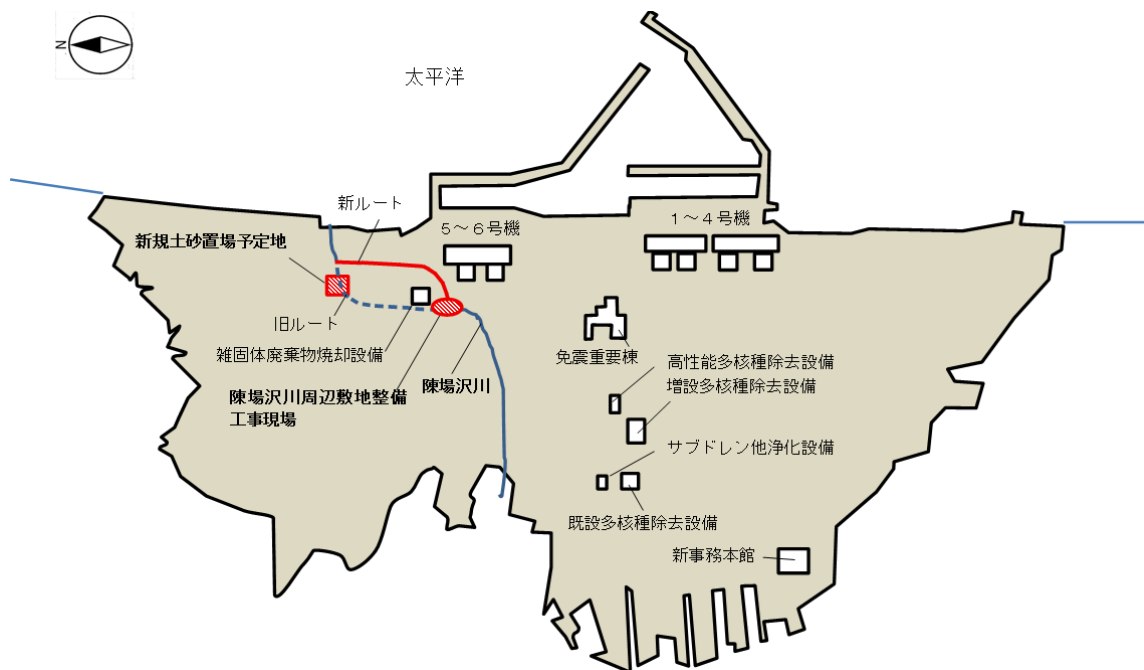 N
太平洋
新ルート
5～6号機
1～4号機
新規土砂置場予定地
旧ルート
雑固体廃棄物焼却設備
免震重要棟
高性能多核種除去設備
増設多核種除去設備
陳場沢川
陳場沢川周辺敷地整備
工事現場
サブドレン他浄化設備
既設多核種除去設備
新事務本館